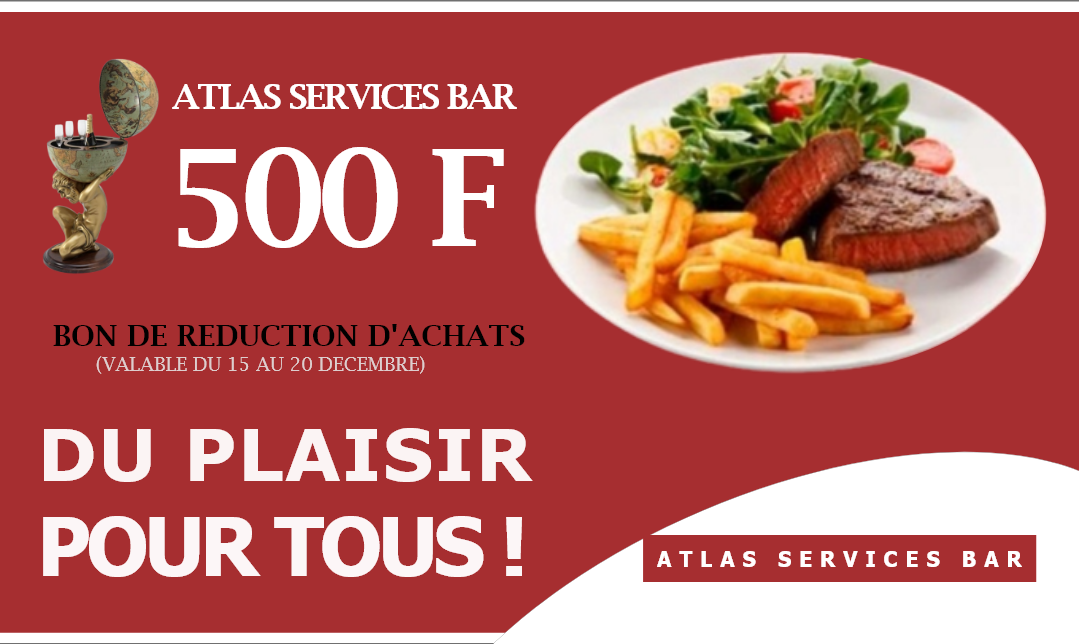 ATLAS SERVICES BAR
500 F
BON DE REDUCTION D'ACHATS
(VALABLE DU 15 AU 20 DECEMBRE)
DU PLAISIR
POUR TOUS !
ATLAS SERVICES BAR